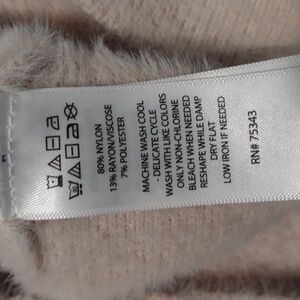 80% NYLON
13% RAYON/VISCOSE
7% POLYESTER
MACHINE WASH COOL
- DELICATE CYCLE
WASH WITH LIKE COLORS
ONLY NON-CHLORINE
BLEACH WHEN NEEDED
RESHAPE WHILE DAMP
DRY FLAT
LOW IRON IF NEEDED
RN# 75343